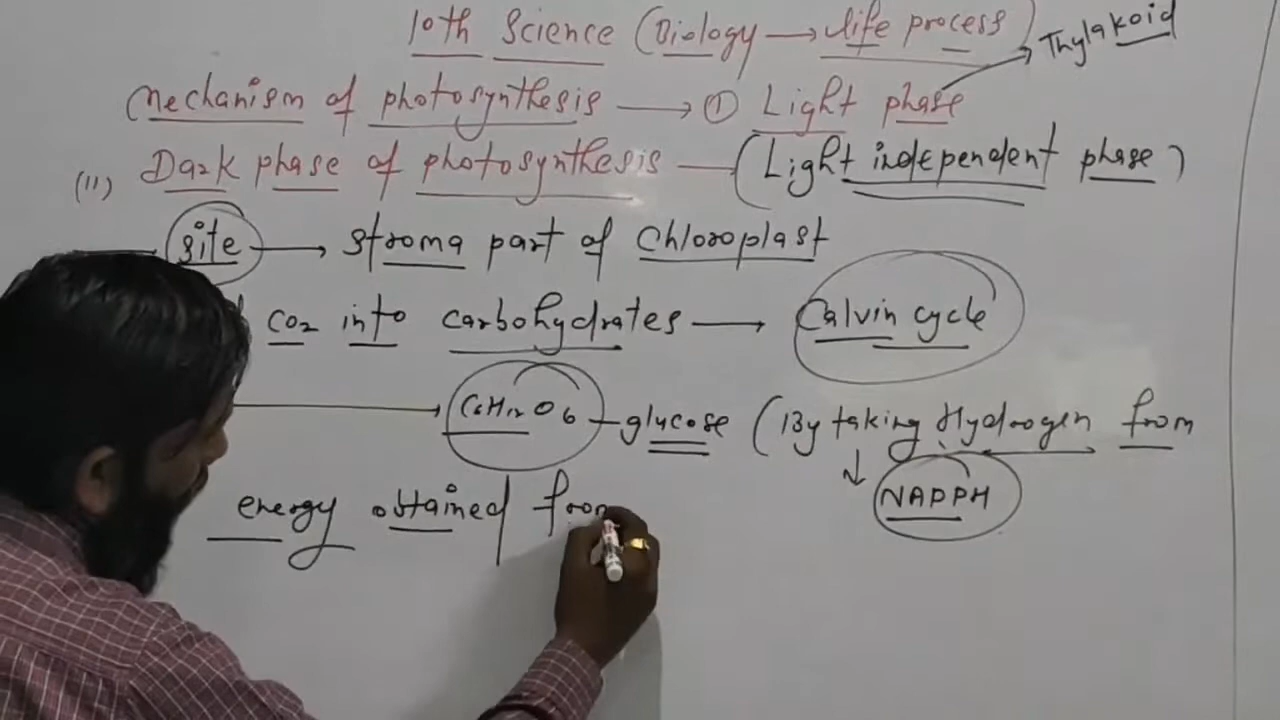 10th Science (Biology → life process)
Thylakoid
Mechanism of photosynthesis → ① Light phase
(11) Dark phase of photosynthesis — (Light independent phase)
site → stroma part of Chloroplast
CO2 into carbohydrates → Calvin cycle
C6H12O6 - glucose (By taking Hydrogen from
↓ NADPH
energy obtained from